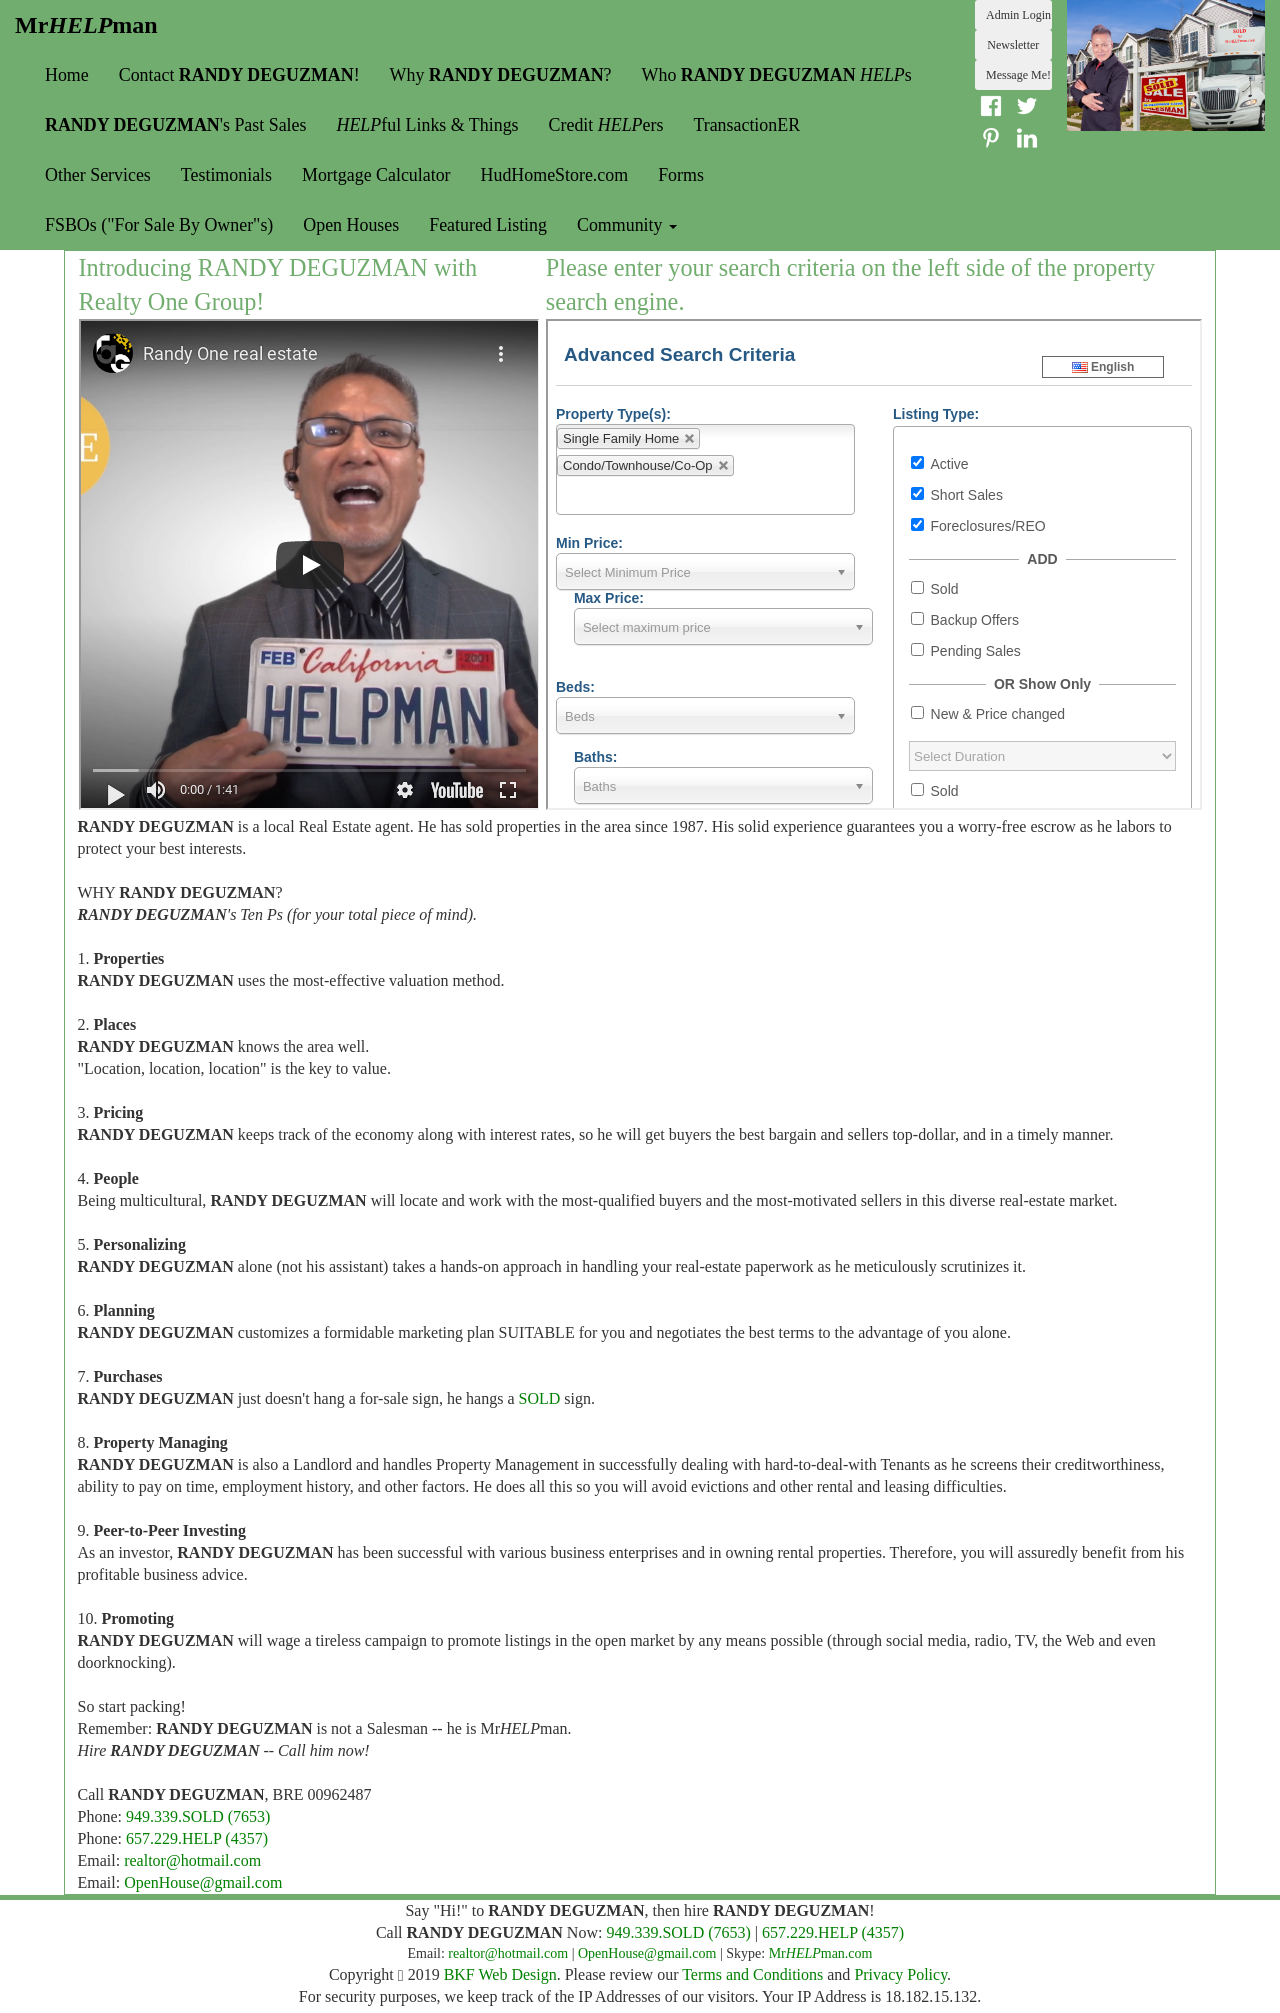 MrHELPman
Admin Login
Newsletter
Message Me!
Home Contact RANDY DEGUZMAN! Why RANDY DEGUZMAN? Who RANDY DEGUZMAN HELPs
RANDY DEGUZMAN's Past Sales HELPful Links & Things Credit HELPers TransactionER
Other Services Testimonials Mortgage Calculator HudHomeStore.com Forms
FSBOs ("For Sale By Owner"s) Open Houses Featured Listing Community
SOLD
Introducing RANDY DEGUZMAN with
Realty One Group!
Randy One real estate
E
FEB California 2001
HELPMAN
0:00 / 1:41
YouTube
Please enter your search criteria on the left side of the property
search engine.
Advanced Search Criteria
English
Property Type(s):
Single Family Home
Condo/Townhouse/Co-Op
Min Price:
Select Minimum Price
Max Price:
Select maximum price
Beds:
Beds
Baths:
Baths
Listing Type:
Active
Short Sales
Foreclosures/REO
ADD
Sold
Backup Offers
Pending Sales
OR Show Only
New & Price changed
Select Duration
Sold
RANDY DEGUZMAN is a local Real Estate agent. He has sold properties in the area since 1987. His solid experience guarantees you a worry-free escrow as he labors to
protect your best interests.
WHY RANDY DEGUZMAN?
RANDY DEGUZMAN's Ten Ps (for your total piece of mind).
1. Properties
RANDY DEGUZMAN uses the most-effective valuation method.
2. Places
RANDY DEGUZMAN knows the area well.
"Location, location, location" is the key to value.
3. Pricing
RANDY DEGUZMAN keeps track of the economy along with interest rates, so he will get buyers the best bargain and sellers top-dollar, and in a timely manner.
4. People
Being multicultural, RANDY DEGUZMAN will locate and work with the most-qualified buyers and the most-motivated sellers in this diverse real-estate market.
5. Personalizing
RANDY DEGUZMAN alone (not his assistant) takes a hands-on approach in handling your real-estate paperwork as he meticulously scrutinizes it.
6. Planning
RANDY DEGUZMAN customizes a formidable marketing plan SUITABLE for you and negotiates the best terms to the advantage of you alone.
7. Purchases
RANDY DEGUZMAN just doesn't hang a for-sale sign, he hangs a SOLD sign.
8. Property Managing
RANDY DEGUZMAN is also a Landlord and handles Property Management in successfully dealing with hard-to-deal-with Tenants as he screens their creditworthiness,
ability to pay on time, employment history, and other factors. He does all this so you will avoid evictions and other rental and leasing difficulties.
9. Peer-to-Peer Investing
As an investor, RANDY DEGUZMAN has been successful with various business enterprises and in owning rental properties. Therefore, you will assuredly benefit from his
profitable business advice.
10. Promoting
RANDY DEGUZMAN will wage a tireless campaign to promote listings in the open market by any means possible (through social media, radio, TV, the Web and even
doorknocking).
So start packing!
Remember: RANDY DEGUZMAN is not a Salesman -- he is MrHELPman.
Hire RANDY DEGUZMAN -- Call him now!
Call RANDY DEGUZMAN, BRE 00962487
Phone: 949.339.SOLD (7653)
Phone: 657.229.HELP (4357)
Email: realtor@hotmail.com
Email: OpenHouse@gmail.com
Say "Hi!" to RANDY DEGUZMAN, then hire RANDY DEGUZMAN!
Call RANDY DEGUZMAN Now: 949.339.SOLD (7653) | 657.229.HELP (4357)
Email: realtor@hotmail.com | OpenHouse@gmail.com | Skype: MrHELPman.com
Copyright 2019 BKF Web Design. Please review our Terms and Conditions and Privacy Policy.
For security purposes, we keep track of the IP Addresses of our visitors. Your IP Address is 18.182.15.132.